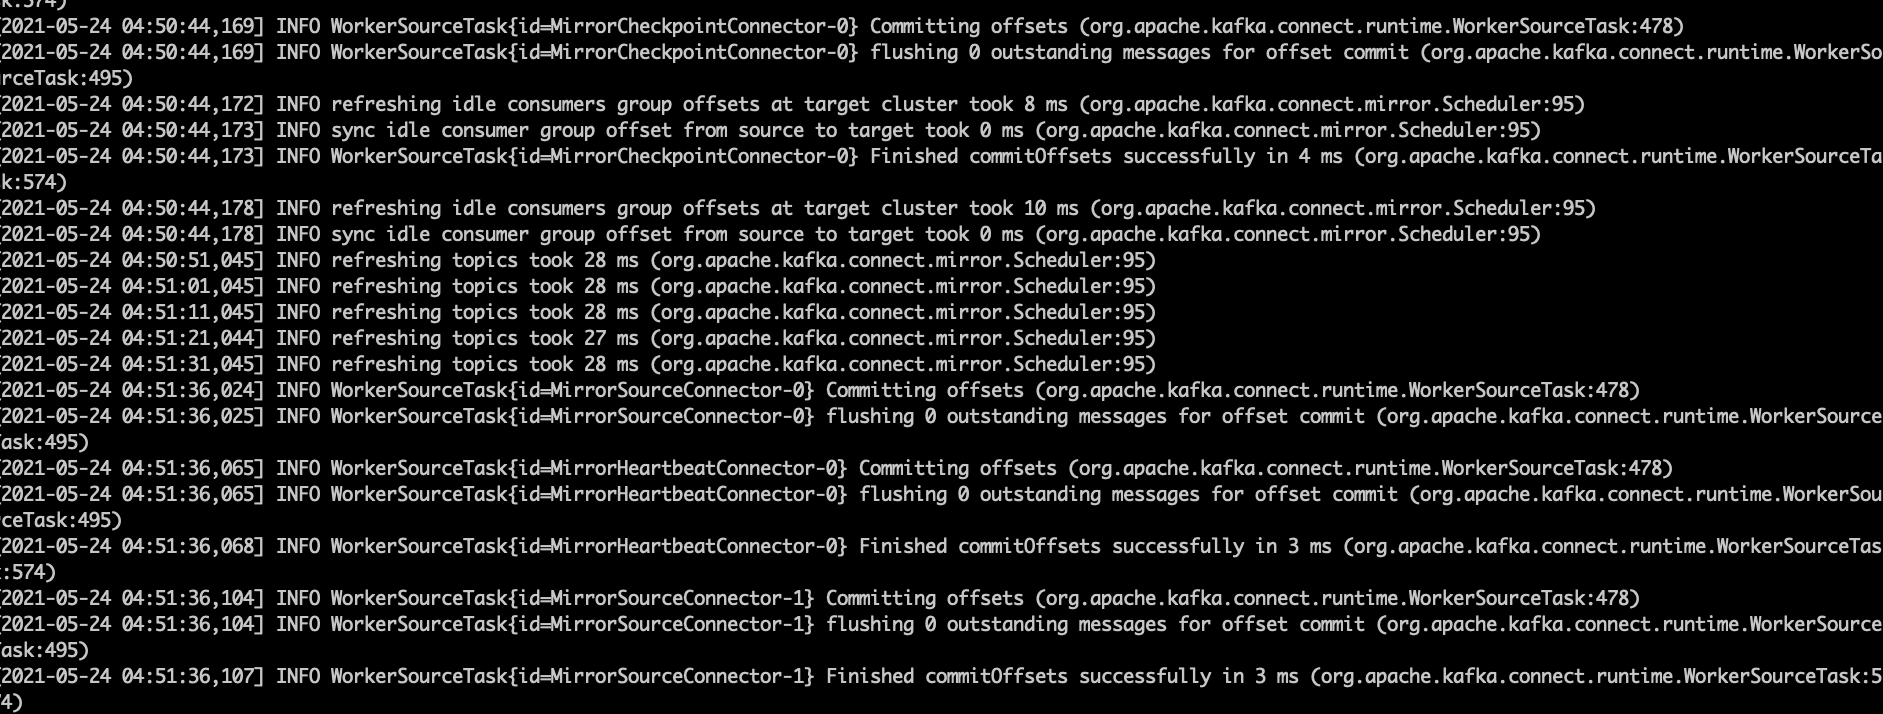 k:574)
[2021-05-24 04:50:44,169] INFO WorkerSourceTask{id=MirrorCheckpointConnector-0} Committing offsets (org.apache.kafka.connect.runtime.WorkerSourceTask:478)
[2021-05-24 04:50:44,169] INFO WorkerSourceTask{id=MirrorCheckpointConnector-0} flushing 0 outstanding messages for offset commit (org.apache.kafka.connect.runtime.WorkerSo
urceTask:495)
[2021-05-24 04:50:44,172] INFO refreshing idle consumers group offsets at target cluster took 8 ms (org.apache.kafka.connect.mirror.Scheduler:95)
[2021-05-24 04:50:44,173] INFO sync idle consumer group offset from source to target took 0 ms (org.apache.kafka.connect.mirror.Scheduler:95)
[2021-05-24 04:50:44,173] INFO WorkerSourceTask{id=MirrorCheckpointConnector-0} Finished commitOffsets successfully in 4 ms (org.apache.kafka.connect.runtime.WorkerSourceTa
sk:574)
[2021-05-24 04:50:44,178] INFO refreshing idle consumers group offsets at target cluster took 10 ms (org.apache.kafka.connect.mirror.Scheduler:95)
[2021-05-24 04:50:44,178] INFO sync idle consumer group offset from source to target took 0 ms (org.apache.kafka.connect.mirror.Scheduler:95)
[2021-05-24 04:50:51,045] INFO refreshing topics took 28 ms (org.apache.kafka.connect.mirror.Scheduler:95)
[2021-05-24 04:51:01,045] INFO refreshing topics took 28 ms (org.apache.kafka.connect.mirror.Scheduler:95)
[2021-05-24 04:51:11,045] INFO refreshing topics took 28 ms (org.apache.kafka.connect.mirror.Scheduler:95)
[2021-05-24 04:51:21,044] INFO refreshing topics took 27 ms (org.apache.kafka.connect.mirror.Scheduler:95)
[2021-05-24 04:51:31,045] INFO refreshing topics took 28 ms (org.apache.kafka.connect.mirror.Scheduler:95)
[2021-05-24 04:51:36,024] INFO WorkerSourceTask{id=MirrorSourceConnector-0} Committing offsets (org.apache.kafka.connect.runtime.WorkerSourceTask:478)
[2021-05-24 04:51:36,025] INFO WorkerSourceTask{id=MirrorSourceConnector-0} flushing 0 outstanding messages for offset commit (org.apache.kafka.connect.runtime.WorkerSource
Task:495)
[2021-05-24 04:51:36,065] INFO WorkerSourceTask{id=MirrorHeartbeatConnector-0} Committing offsets (org.apache.kafka.connect.runtime.WorkerSourceTask:478)
[2021-05-24 04:51:36,065] INFO WorkerSourceTask{id=MirrorHeartbeatConnector-0} flushing 0 outstanding messages for offset commit (org.apache.kafka.connect.runtime.WorkerSou
rceTask:495)
[2021-05-24 04:51:36,068] INFO WorkerSourceTask{id=MirrorHeartbeatConnector-0} Finished commitOffsets successfully in 3 ms (org.apache.kafka.connect.runtime.WorkerSourceTas
k:574)
[2021-05-24 04:51:36,104] INFO WorkerSourceTask{id=MirrorSourceConnector-1} Committing offsets (org.apache.kafka.connect.runtime.WorkerSourceTask:478)
[2021-05-24 04:51:36,104] INFO WorkerSourceTask{id=MirrorSourceConnector-1} flushing 0 outstanding messages for offset commit (org.apache.kafka.connect.runtime.WorkerSource
Task:495)
[2021-05-24 04:51:36,107] INFO WorkerSourceTask{id=MirrorSourceConnector-1} Finished commitOffsets successfully in 3 ms (org.apache.kafka.connect.runtime.WorkerSourceTask:5
74)